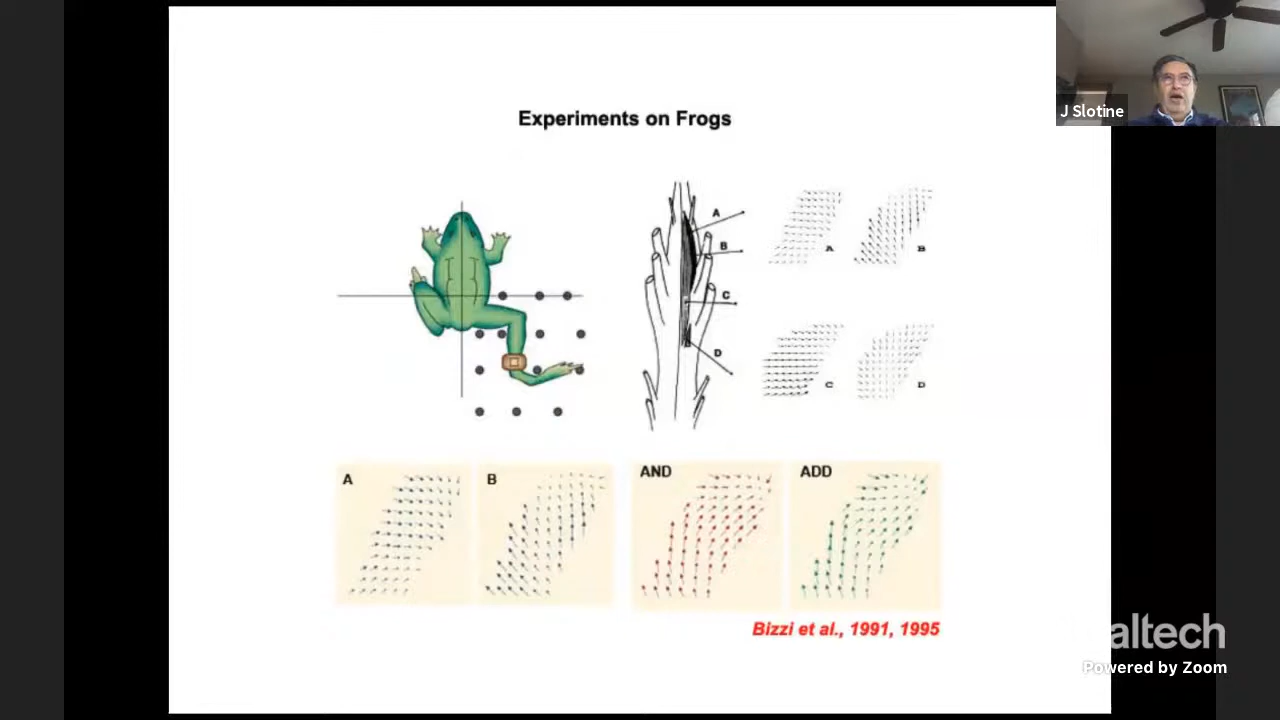 J Slotine
Experiments on Frogs
A
B
C
D
A
B
C
D
A
B
AND
ADD
Bizzi et al., 1991, 1995
altech
Powered by Zoom